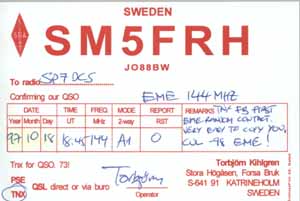 SWEDEN
SM5FRH
JO88BW
To radio: SP7DCS
Confirming our QSO EME 144 MHZ
DATE TIME UT FREQ MHz MODE 2-way REPORT RST
Year Month Day
97 10 18 18.45 144 A1 O
REMARKS TNX FB FIRST
EME RANDOM CONTACT.
VERY EASY TO COPY YOU,
CUL -98 EME!
Tnx for QSO. 73!
PSE
TNX QSL direct or via buro
Torbjörn
Operator
Torbjörn Kihlgren
Stora Högåsen, Forsa Bruk
S-641 91 KATRINEHOLM
SWEDEN